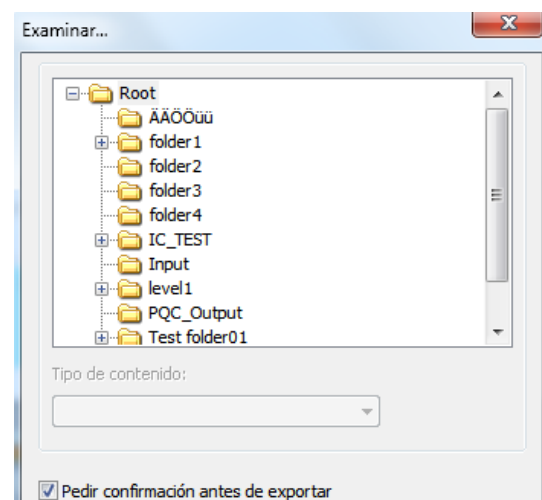 Examinar...
Root
ÄÄÖÖüü
folder1
folder2
folder3
folder4
IC_TEST
Input
level1
PQC_Output
Test folder01
Tipo de contenido:
Pedir confirmación antes de exportar